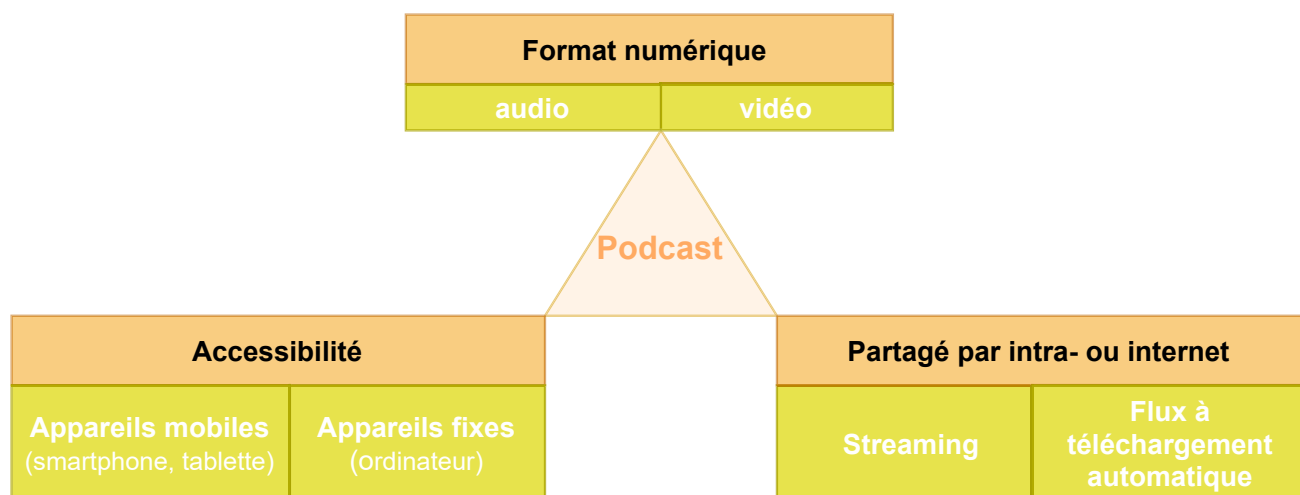 Format numérique
audio
vidéo
Podcast
Accessibilité
Appareils mobiles
(smartphone, tablette)
Appareils fixes
(ordinateur)
Partagé par intra- ou internet
Streaming
Flux à
téléchargement
automatique